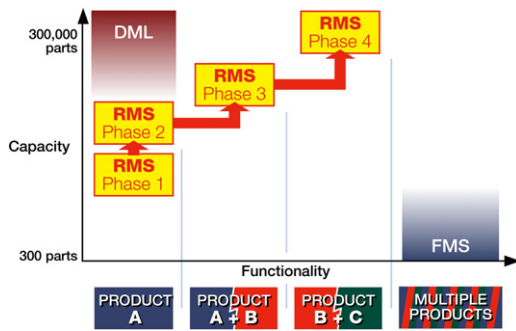 300,000
parts
DML
RMS
Phase 4
RMS
Phase 3
RMS
Phase 2
Capacity
RMS
Phase 1
FMS
300 parts
Functionality
PRODUCT
A
PRODUCT
A + B
PRODUCT
B + C
MULTIPLE
PRODUCTS